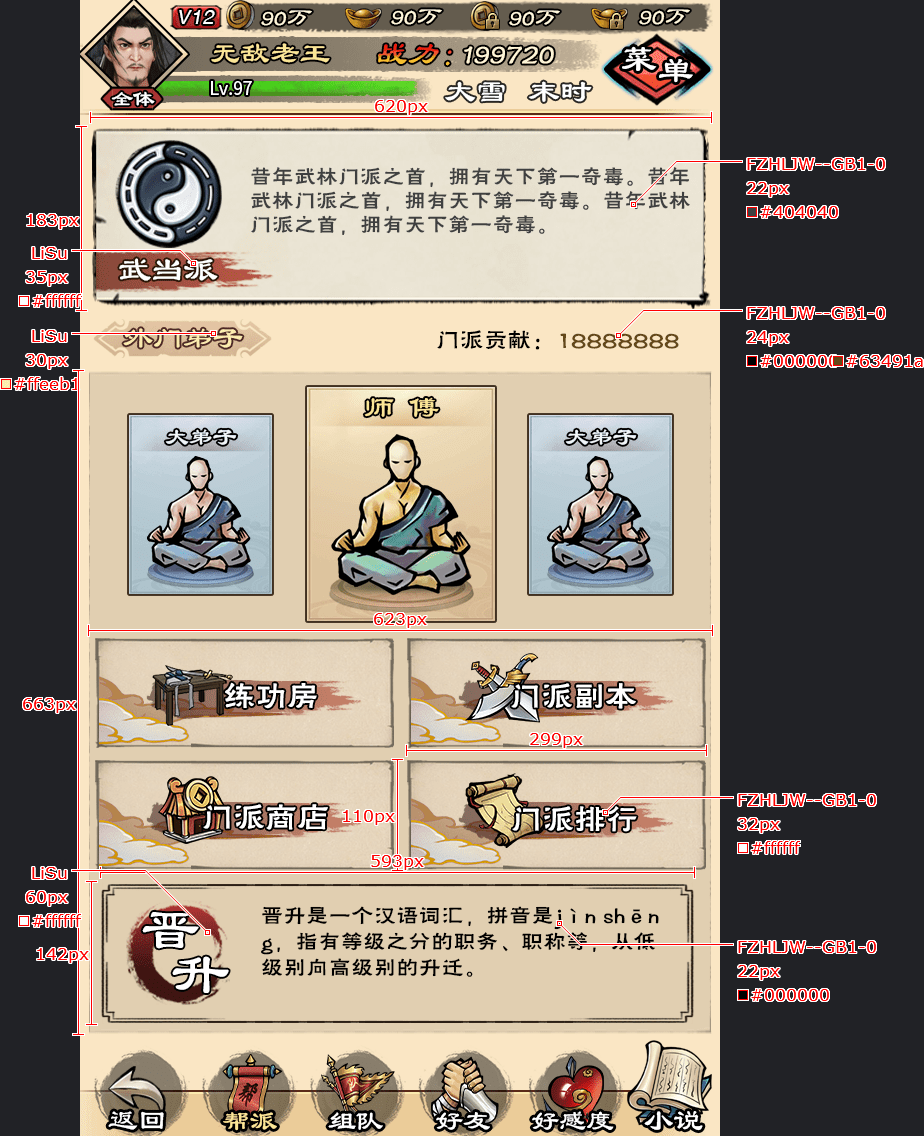 V12 90万 90万 90万 90万
无敌老王 战力：199720
菜单
Lv.97
全体
大雪 末时
620px
昔年武林门派之首，拥有天下第一奇毒。昔年
武林门派之首，拥有天下第一奇毒。昔年武林
门派之首，拥有天下第一奇毒。
武当派
FZHLJW--GB1-0
22px
#404040
183px
LiSu
35px
#ffffff
外门弟子
门派贡献：18888888
LiSu
30px
#ffeeb1
FZHLJW--GB1-0
24px
#000000 #63491a
大弟子
师傅
大弟子
623px
663px
练功房
门派副本
299px
门派商店
门派排行
110px
593px
FZHLJW--GB1-0
32px
#ffffff
LiSu
60px
#ffffff
142px
晋升
晋升是一个汉语词汇，拼音是jìnshēn
g，指有等级之分的职务、职称等，从低
级别向高级别的升迁。
FZHLJW--GB1-0
22px
#000000
返回
帮
帮派
组队
好友
好感度
小说